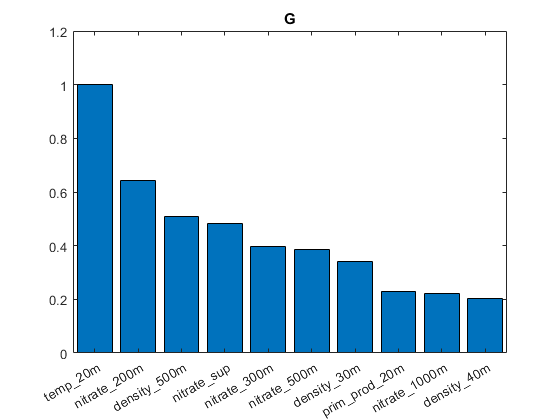 G
1.2
1
0.8
0.6
0.4
0.2
0
temp_20m
nitrate_200m
density_500m
nitrate_sup
nitrate_300m
nitrate_500m
density_30m
prim_prod_20m
nitrate_1000m
density_40m